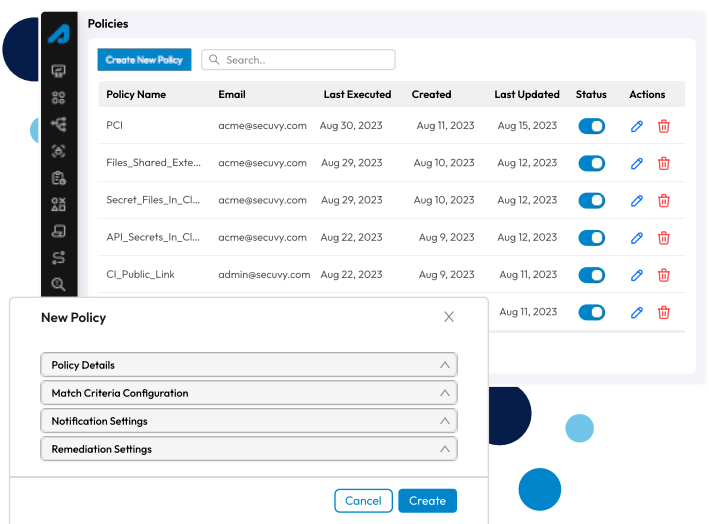 Policies
Create New Policy
Search..
Policy Name Email Last Executed Created Last Updated Status Actions
PCI acme@secuvy.com Aug 30, 2023 Aug 11, 2023 Aug 15, 2023
Files_Shared_Exte... acme@secuvy.com Aug 29, 2023 Aug 10, 2023 Aug 12, 2023
Secret_Files_In_Cl... acme@secuvy.com Aug 29, 2023 Aug 10, 2023 Aug 12, 2023
API_Secrets_In_Cl... acme@secuvy.com Aug 22, 2023 Aug 9, 2023 Aug 12, 2023
CI_Public_Link admin@secuvy.com Aug 22, 2023 Aug 9, 2023 Aug 11, 2023
Aug 11, 2023
New Policy
Policy Details
Match Criteria Configuration
Notification Settings
Remediation Settings
Cancel Create